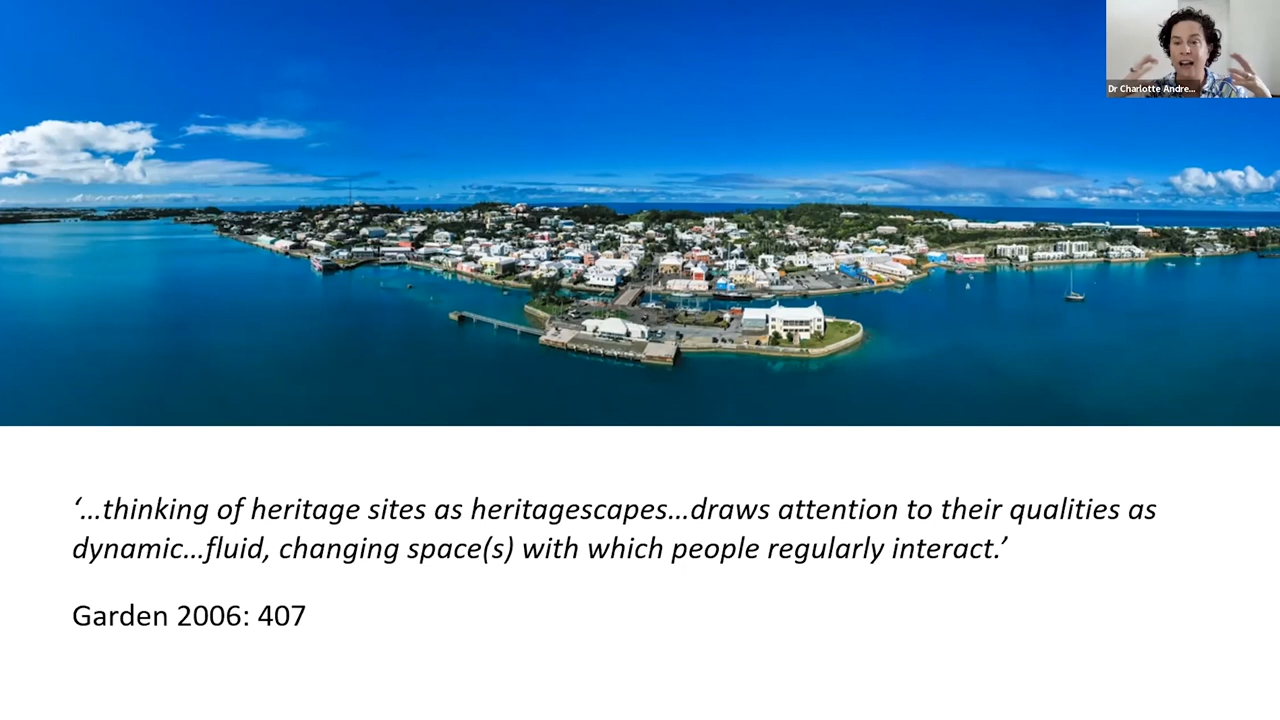 Dr Charlotte Andre...
‘...thinking of heritage sites as heritagescapes...draws attention to their qualities as
dynamic...fluid, changing space(s) with which people regularly interact.’
Garden 2006: 407